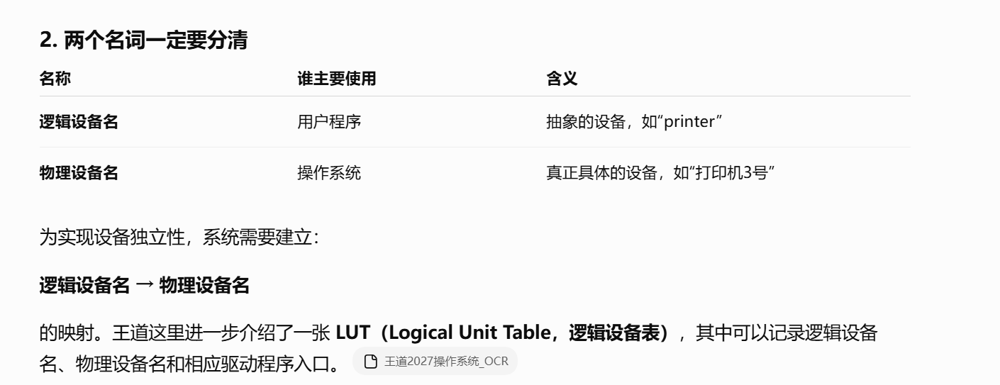 2. 两个名词一定要分清
名称 谁主要使用 含义
逻辑设备名 用户程序 抽象的设备，如“printer”
物理设备名 操作系统 真正具体的设备，如“打印机3号”
为实现设备独立性，系统需要建立：
逻辑设备名 → 物理设备名
的映射。王道这里进一步介绍了一张 LUT（Logical Unit Table，逻辑设备表），其中可以记录逻辑设备
名、物理设备名和相应驱动程序入口。 王道2027操作系统_OCR